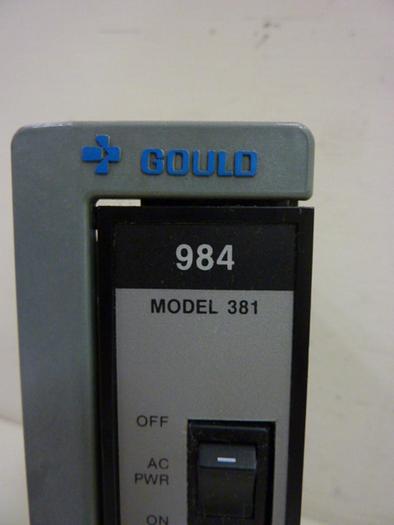 GOULD
984
MODEL 381
OFF
AC
PWR
ON